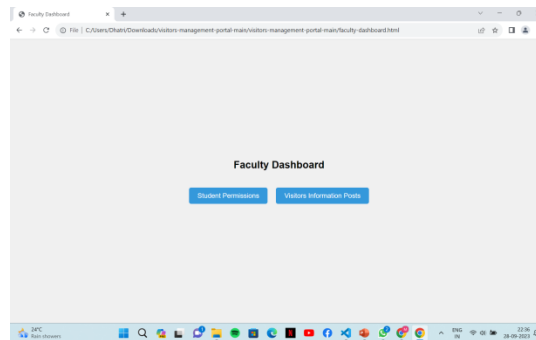 Faculty Dashboard
File | C:/Users/Dhatri/Downloads/visitors-management-portal-main/visitors-management-portal-main/faculty-dashboard.html
Faculty Dashboard
Student Permissions Visitors Information Posts
24°C
Rain showers
ENG
IN
22:36
28-09-2023